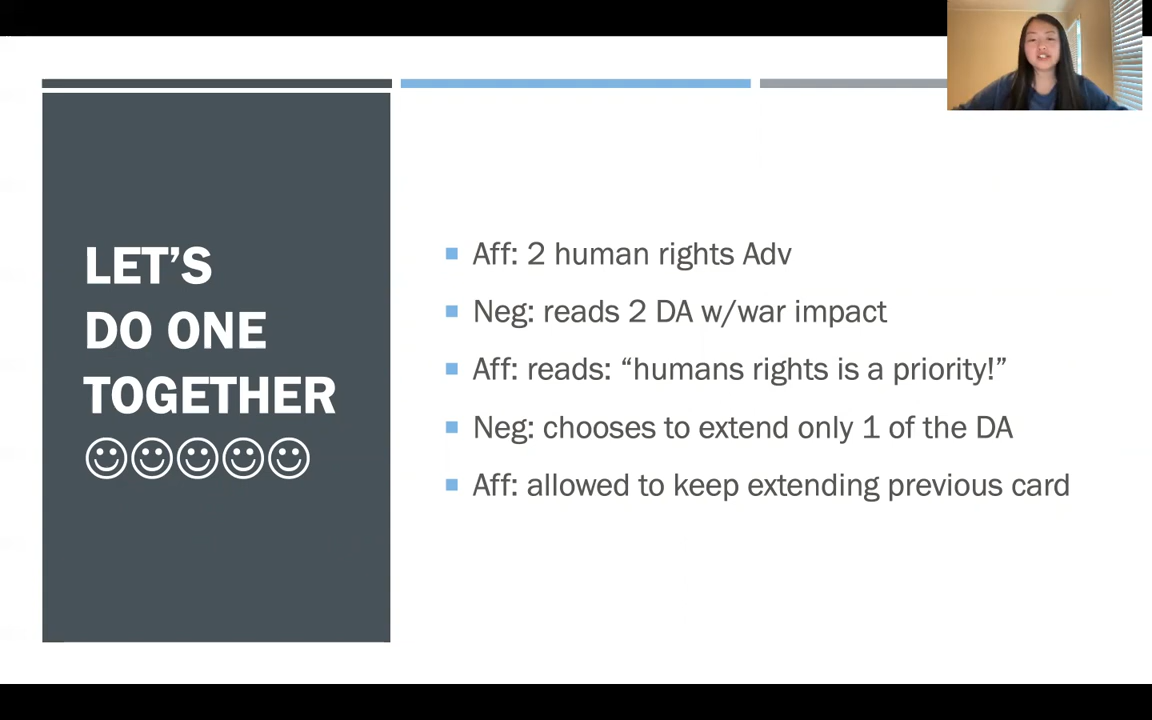 LET’S
DO ONE
TOGETHER
☺☺☺☺☺
Aff: 2 human rights Adv
Neg: reads 2 DA w/war impact
Aff: reads: “humans rights is a priority!”
Neg: chooses to extend only 1 of the DA
Aff: allowed to keep extending previous card